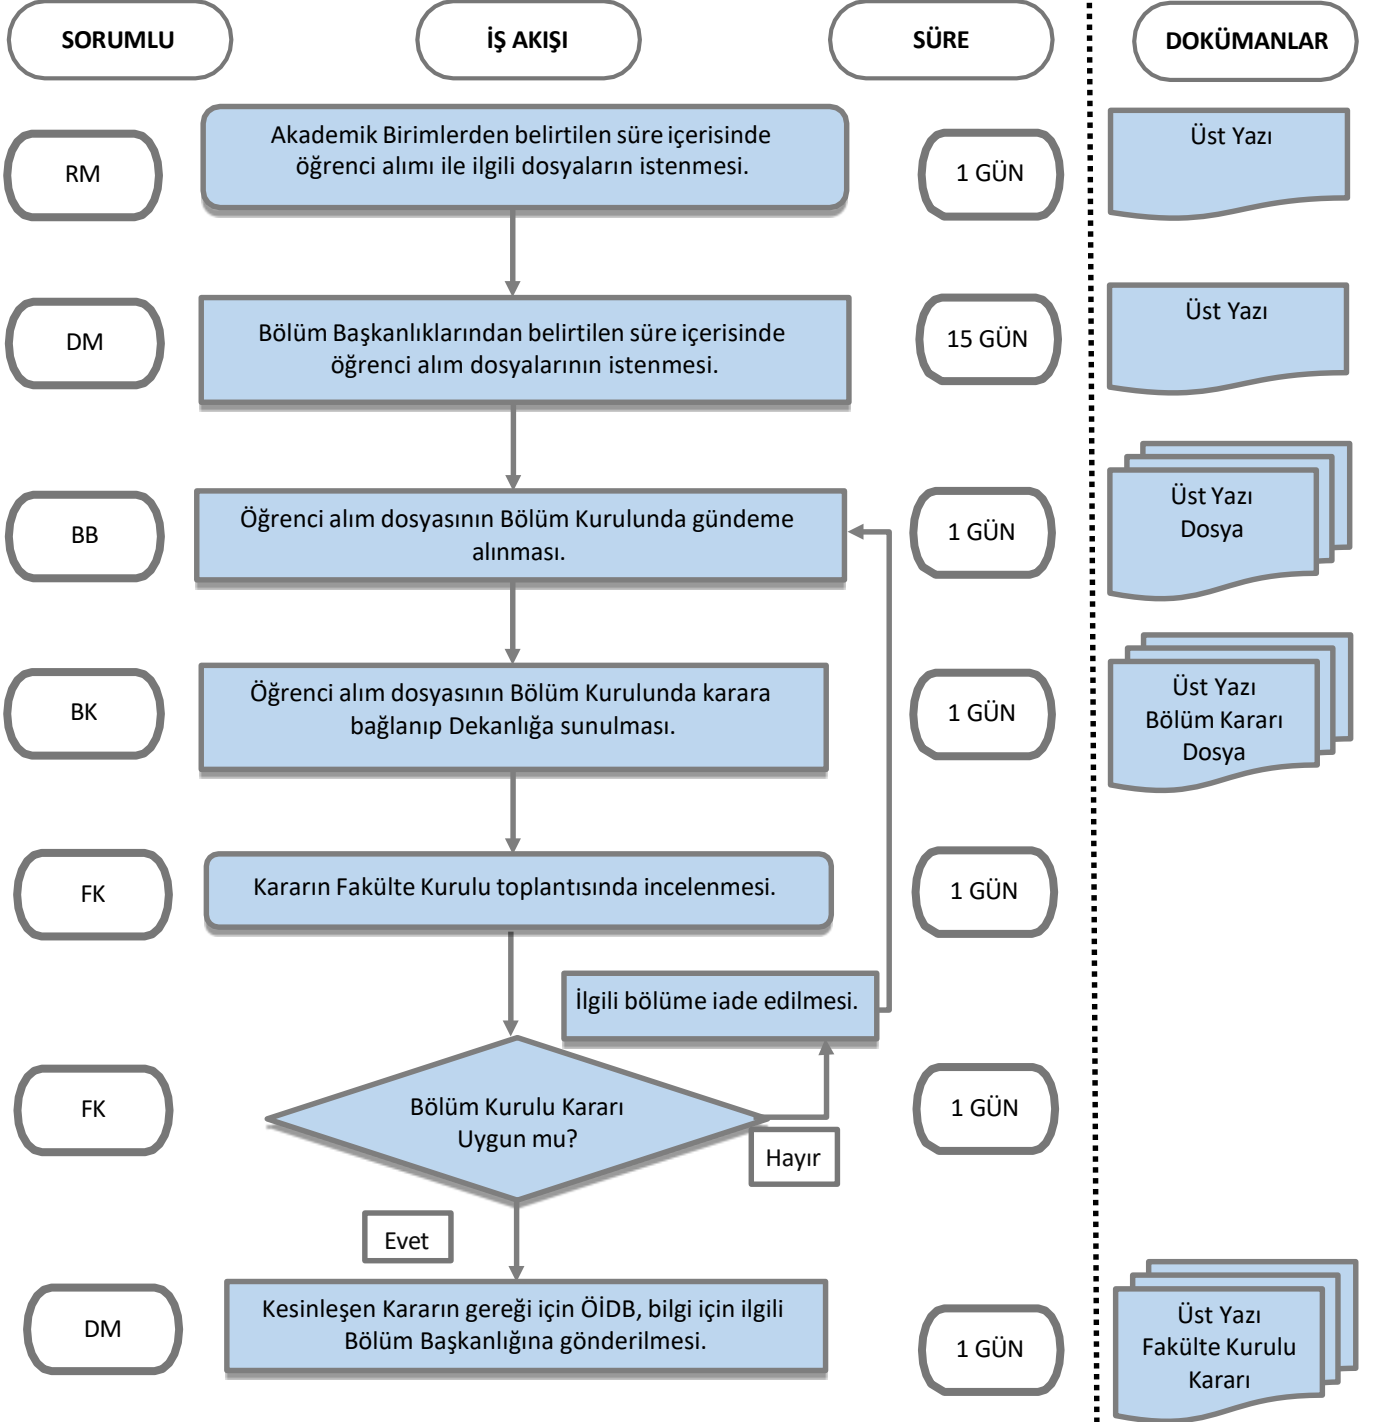 SORUMLU
İŞ AKIŞI
SÜRE
DOKÜMANLAR
RM
Akademik Birimlerden belirtilen süre içerisinde
öğrenci alımı ile ilgili dosyaların istenmesi.
1 GÜN
Üst Yazı
DM
Bölüm Başkanlıklarından belirtilen süre içerisinde
öğrenci alım dosyalarının istenmesi.
15 GÜN
Üst Yazı
BB
Öğrenci alım dosyasının Bölüm Kurulunda gündeme
alınması.
1 GÜN
Üst Yazı
Dosya
BK
Öğrenci alım dosyasının Bölüm Kurulunda karara
bağlanıp Dekanlığa sunulması.
1 GÜN
Üst Yazı
Bölüm Kararı
Dosya
FK
Kararın Fakülte Kurulu toplantısında incelenmesi.
1 GÜN
İlgili bölüme iade edilmesi.
FK
Bölüm Kurulu Kararı
Uygun mu?
1 GÜN
Hayır
Evet
DM
Kesinleşen Kararın gereği için ÖİDB, bilgi için ilgili
Bölüm Başkanlığına gönderilmesi.
1 GÜN
Üst Yazı
Fakülte Kurulu
Kararı